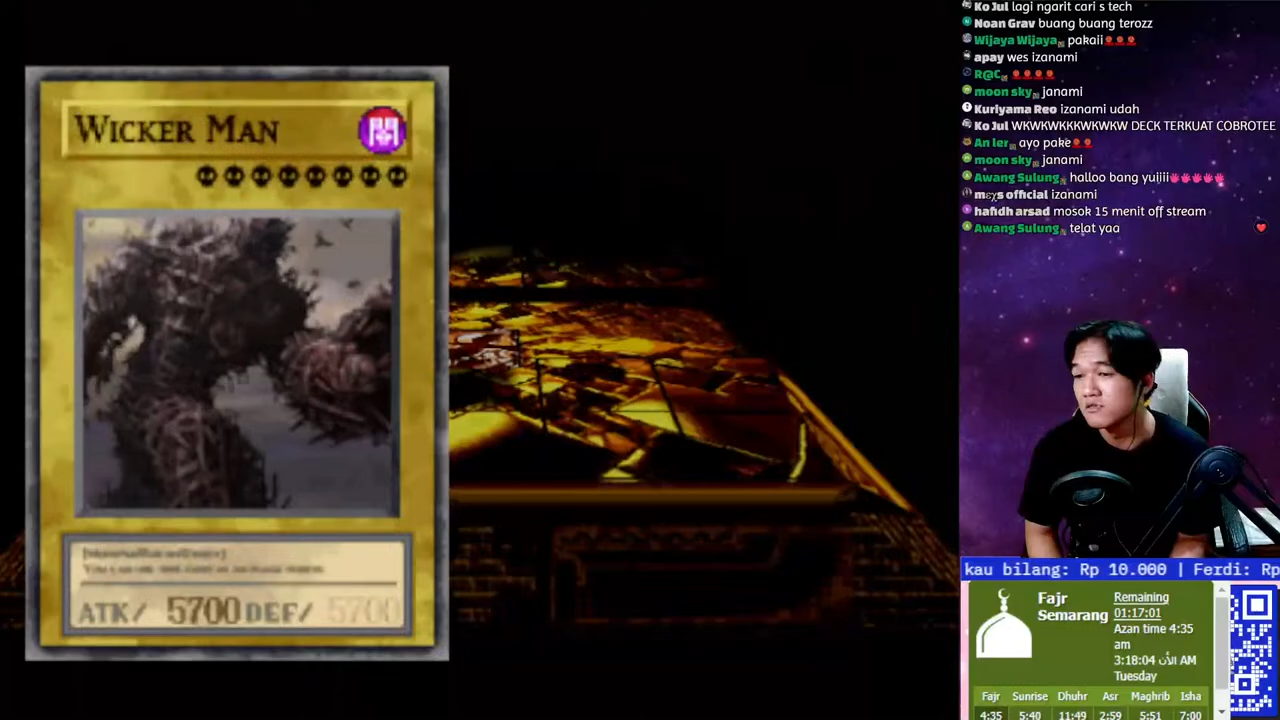 WICKER MAN
ATK/ 5700 DEF/ 5700
Ko Jul lagi ngarit cari s tech
Noan Grav buang buang terozz
Wijaya Wijaya pakaii
apay wes izanami
R@C
moon sky janami
Kuriyama Reo izanami udah
Ko Jul WKWKWKKWKWKW DECK TERKUAT COBROTEE
An ler ayo pake
moon sky janami
Awang Sulung halloo bang yujiii
mεχs official izanami
hafidh arsad mosok 15 menit off stream
Awang Sulung telat yaa
kau bilang: Rp 10.000 | Ferdi: Rp
Fajr
Semarang
Remaining
01:17:01
Azan time 4:35
am
3:18:04 الآن AM
Tuesday
Fajr Sunrise Dhuhr Asr Maghrib Isha
4:35 5:40 11:49 2:59 5:51 7:00